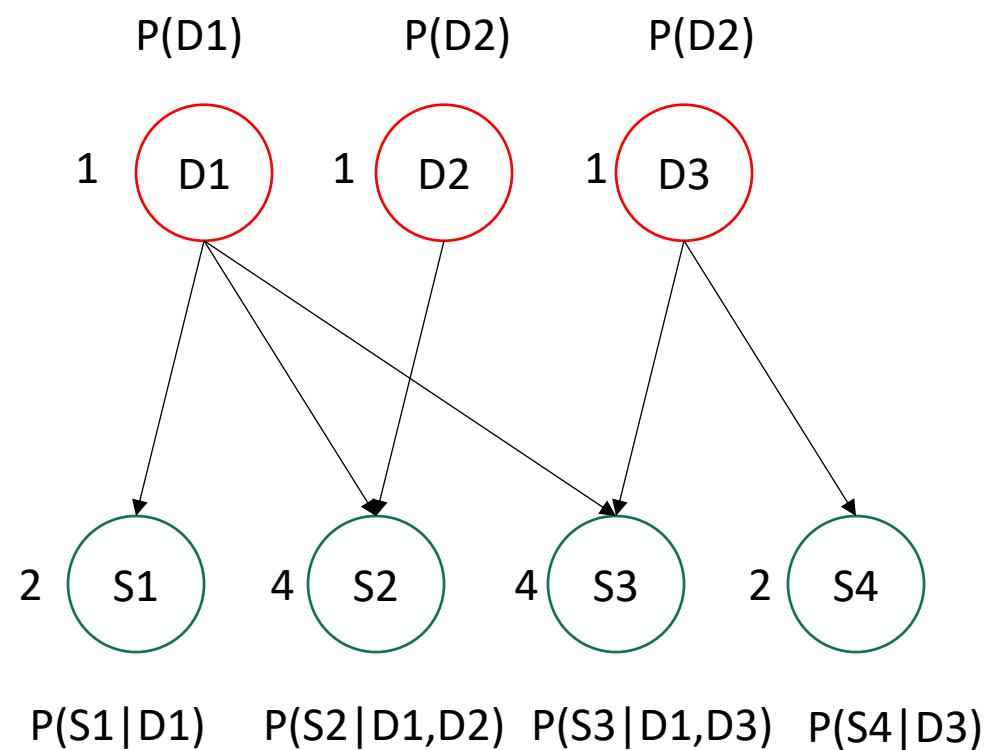 P(D1) P(D2) P(D2)
1 D1 1 D2 1 D3
2 S1 4 S2 4 S3 2 S4
P(S1|D1) P(S2|D1,D2) P(S3|D1,D3) P(S4|D3)